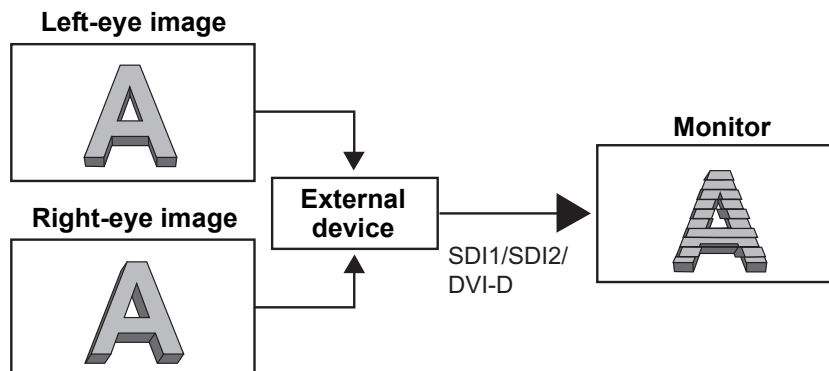 Left-eye image
Right-eye image
External
device
SDI1/SDI2/
DVI-D
Monitor